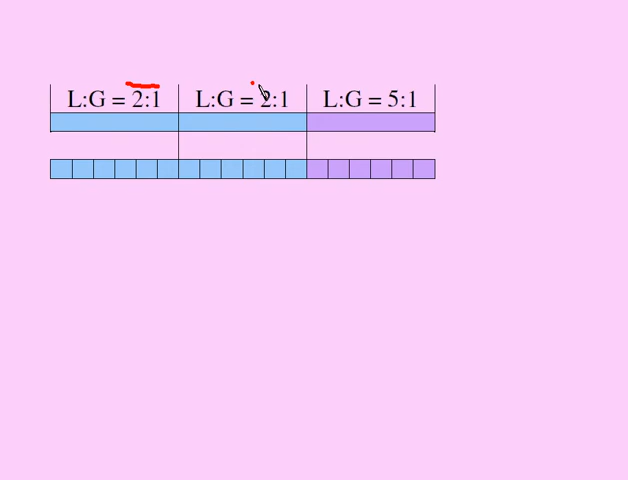 L:G = 2:1 L:G = 2:1 L:G = 5:1